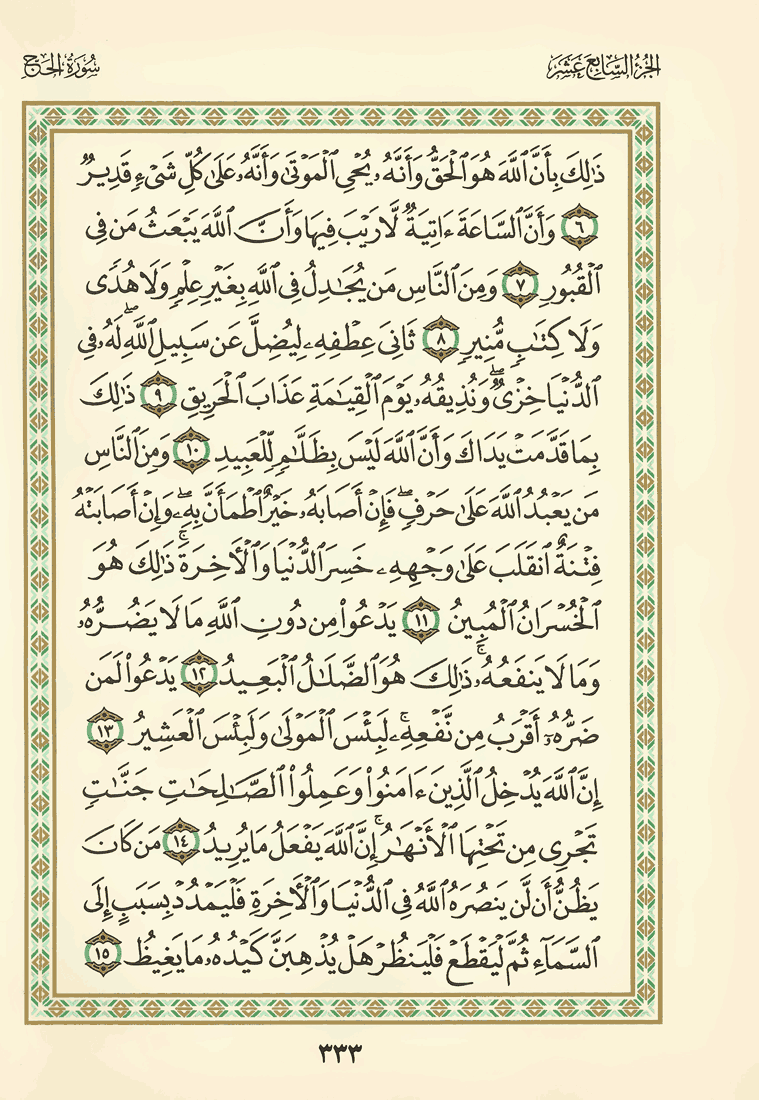 الجزء السابع عشر
سورة الحج
ذَٰلِكَ بِأَنَّ ٱللَّهَ هُوَ ٱلۡحَقُّ وَأَنَّهُۥ يُحۡيِ ٱلۡمَوۡتَىٰ وَأَنَّهُۥ عَلَىٰ كُلِّ شَيۡءٖ قَدِيرٞ
٦ وَأَنَّ ٱلسَّاعَةَ ءَاتِيَةٞ لَّا رَيۡبَ فِيهَا وَأَنَّ ٱللَّهَ يَبۡعَثُ مَن فِي
ٱلۡقُبُورِ ٧ وَمِنَ ٱلنَّاسِ مَن يُجَٰدِلُ فِي ٱللَّهِ بِغَيۡرِ عِلۡمٖ وَلَا هُدٗى
وَلَا كِتَٰبٖ مُّنِيرٖ ٨ ثَانِيَ عِطۡفِهِۦ لِيُضِلَّ عَن سَبِيلِ ٱللَّهِۖ لَهُۥ فِي
ٱلدُّنۡيَا خِزۡيٞۖ وَنُذِيقُهُۥ يَوۡمَ ٱلۡقِيَٰمَةِ عَذَابَ ٱلۡحَرِيقِ ٩ ذَٰلِكَ
بِمَا قَدَّمَتۡ يَدَاكَ وَأَنَّ ٱللَّهَ لَيۡسَ بِظَلَّٰمٖ لِّلۡعَبِيدِ ١٠ وَمِنَ ٱلنَّاسِ
مَن يَعۡبُدُ ٱللَّهَ عَلَىٰ حَرۡفٖۖ فَإِنۡ أَصَابَهُۥ خَيۡرٌ ٱطۡمَأَنَّ بِهِۦۖ وَإِنۡ أَصَابَتۡهُ
فِتۡنَةٌ ٱنقَلَبَ عَلَىٰ وَجۡهِهِۦ خَسِرَ ٱلدُّنۡيَا وَٱلۡأٓخِرَةَۚ ذَٰلِكَ هُوَ
ٱلۡخُسۡرَانُ ٱلۡمُبِينُ ١١ يَدۡعُواْ مِن دُونِ ٱللَّهِ مَا لَا يَضُرُّهُۥ
وَمَا لَا يَنفَعُهُۥۚ ذَٰلِكَ هُوَ ٱلضَّلَٰلُ ٱلۡبَعِيدُ ١٢ يَدۡعُواْ لَمَن
ضَرُّهُۥٓ أَقۡرَبُ مِن نَّفۡعِهِۦۚ لَبِئۡسَ ٱلۡمَوۡلَىٰ وَلَبِئۡسَ ٱلۡعَشِيرُ ١٣
إِنَّ ٱللَّهَ يُدۡخِلُ ٱلَّذِينَ ءَامَنُواْ وَعَمِلُواْ ٱلصَّٰلِحَٰتِ جَنَّٰتٖ
تَجۡرِي مِن تَحۡتِهَا ٱلۡأَنۡهَٰرُۚ إِنَّ ٱللَّهَ يَفۡعَلُ مَا يُرِيدُ ١٤ مَن كَانَ
يَظُنُّ أَن لَّن يَنصُرَهُ ٱللَّهُ فِي ٱلدُّنۡيَا وَٱلۡأٓخِرَةِ فَلۡيَمۡدُدۡ بِسَبَبٍ إِلَى
ٱلسَّمَآءِ ثُمَّ لۡيَقۡطَعۡ فَلۡيَنظُرۡ هَلۡ يُذۡهِبَنَّ كَيۡدُهُۥ مَا يَغِيظُ ١٥
٣٣٣